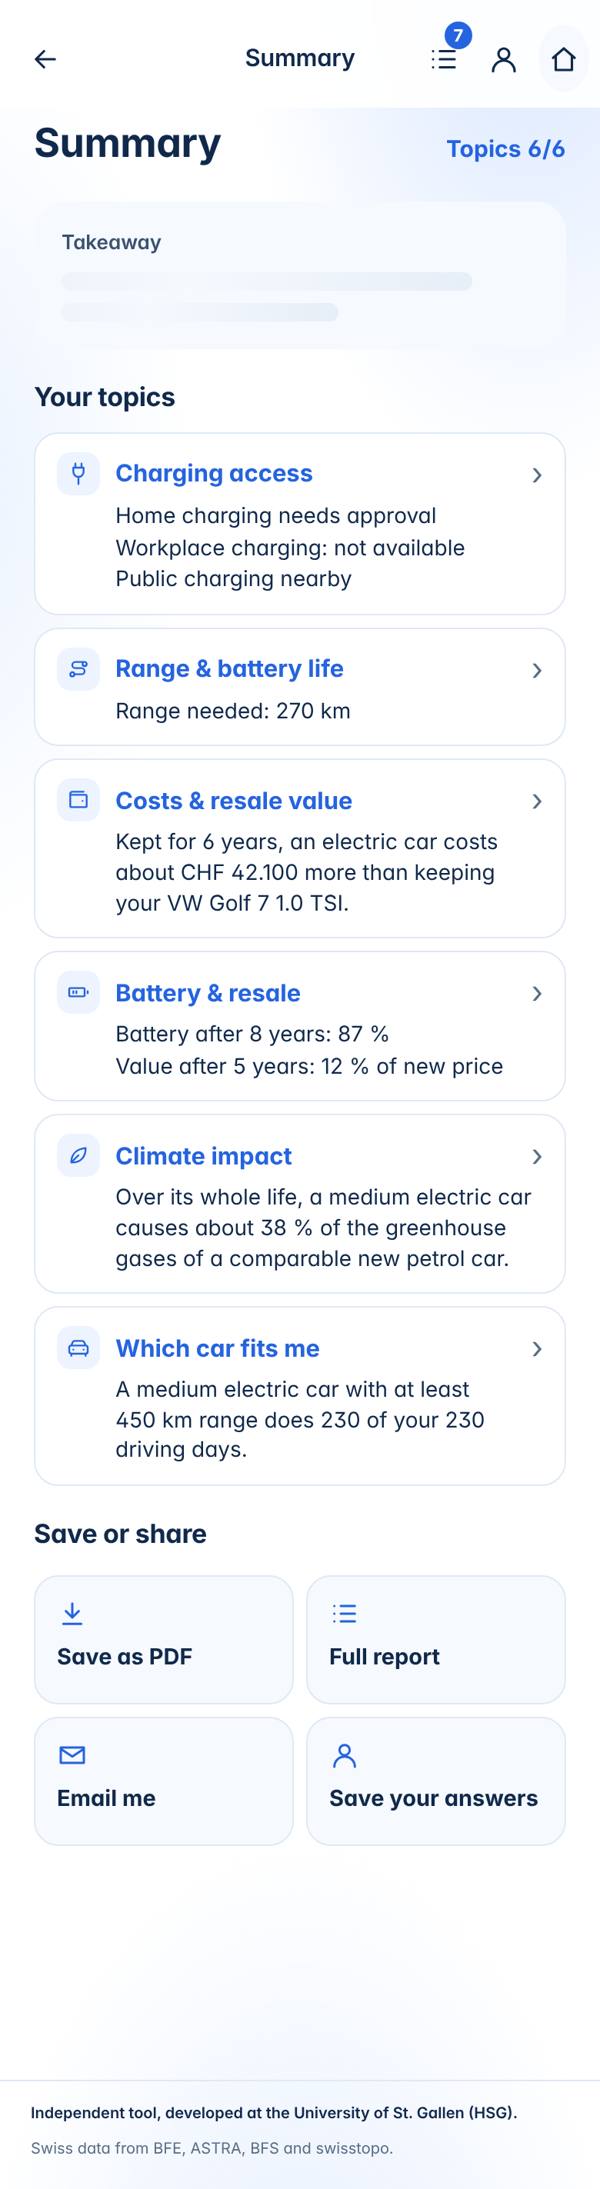 Summary
7
Summary
Topics 6/6
Takeaway
Your topics
Charging access
Home charging needs approval
Workplace charging: not available
Public charging nearby
Range & battery life
Range needed: 270 km
Costs & resale value
Kept for 6 years, an electric car costs
about CHF 42.100 more than keeping
your VW Golf 7 1.0 TSI.
Battery & resale
Battery after 8 years: 87 %
Value after 5 years: 12 % of new price
Climate impact
Over its whole life, a medium electric car
causes about 38 % of the greenhouse
gases of a comparable new petrol car.
Which car fits me
A medium electric car with at least
450 km range does 230 of your 230
driving days.
Save or share
Save as PDF
Full report
Email me
Save your answers
Independent tool, developed at the University of St. Gallen (HSG).
Swiss data from BFE, ASTRA, BFS and swisstopo.